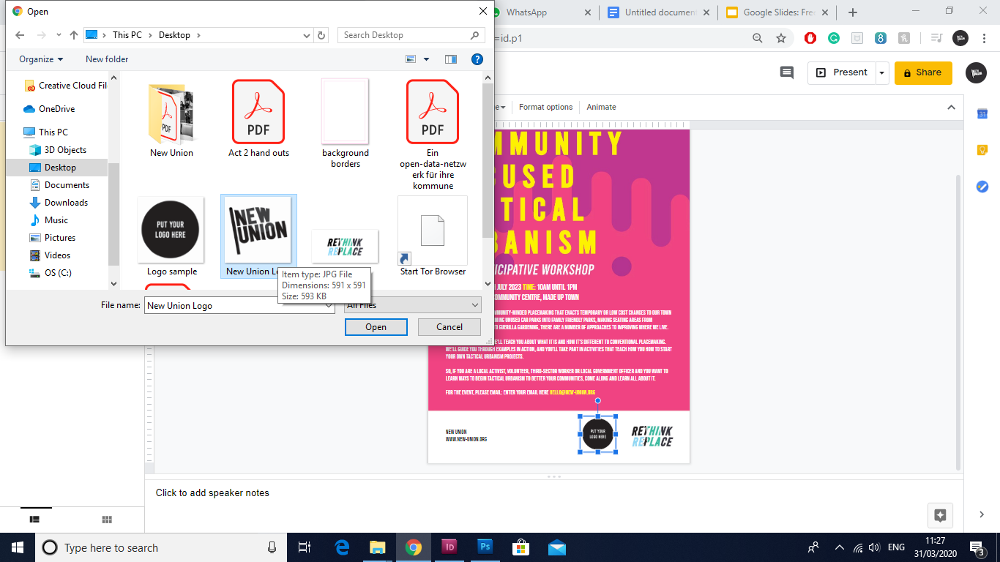 Open
WhatsApp
Untitled documen
Google Slides: Fre
This PC
Desktop
Search Desktop
=id.p1
Organize
New folder
Present
Share
Format options
Animate
Creative Cloud Fil
OneDrive
This PC
3D Objects
Desktop
Documents
Downloads
Music
Pictures
Videos
OS (C:)
PDF
New Union
PDF
Act 2 hand outs
background
borders
PDF
Ein
open-data-netzw
erk für ihre
kommune
PUT YOUR
LOGO HERE
Logo sample
NEW
UNION
New Union L
RETHINK
REPLACE
Start Tor Browser
Item type: JPG File
Dimensions: 591 x 591
Size: 593 KB
File name:
New Union Logo
All Files
Open
Cancel
MMUNITY
USED
TICAL
BANISM
ICIPATIVE WORKSHOP
JULY 2023 TIME: 10AM UNTIL 1PM
OMMUNITY CENTRE, MADE UP TOWN
MMUNITY-MINDED PLACEMAKING THAT ENACTS TEMPORARY OR LOW COST CHANGES TO OUR TOWN
MING UNUSED CAR PARKS INTO FAMILY FRIENDLY PARKS, MAKING SEATING AREAS FROM
TO GUERILLA GARDENING, THERE ARE A NUMBER OF APPROACHES TO IMPROVING WHERE WE LIVE.
E'LL TEACH YOU ABOUT WHAT IT IS AND HOW IT'S DIFFERENT TO CONVENTIONAL PLACEMAKING.
WE'LL GUIDE YOU THROUGH EXAMPLES IN ACTION, AND YOU'LL TAKE PART IN ACTIVITIES THAT TEACH YOU HOW TO START
YOUR OWN TACTICAL URBANISM PROJECTS.
SO, IF YOU ARE A LOCAL ACTIVIST, VOLUNTEER, THIRD-SECTOR WORKER OR LOCAL GOVERNMENT OFFICER AND YOU WANT TO
LEARN WAYS TO BEGIN TACTICAL URBANISM TO BETTER YOUR COMMUNITIES, COME ALONG AND LEARN ALL ABOUT IT.
FOR THE EVENT, PLEASE EMAIL: ENTER YOUR EMAIL HERE HELLO@NEW-UNION.ORG
NEW UNION
WWW.NEW-UNION.ORG
PUT YOUR
LOGO HERE
RETHINK
REPLACE
Click to add speaker notes
Type here to search
ENG
11:27
31/03/2020
3